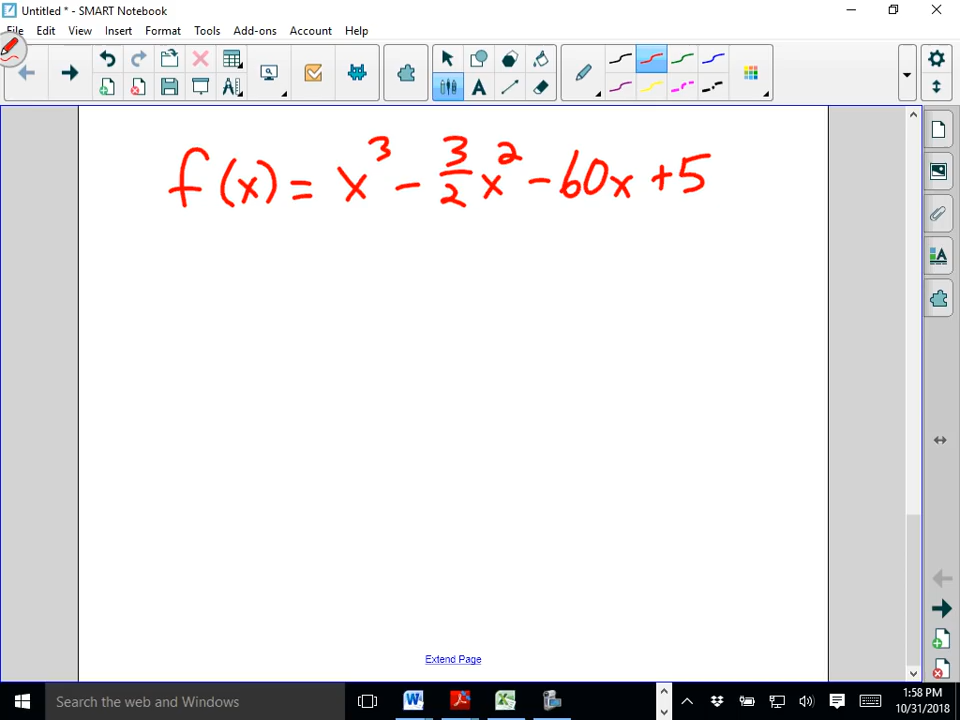 Untitled * - SMART Notebook
File Edit View Insert Format Tools Add-ons Account Help
f(x) = x³ - 3/2 x² - 60x + 5
Extend Page
Search the web and Windows
1:58 PM
10/31/2018